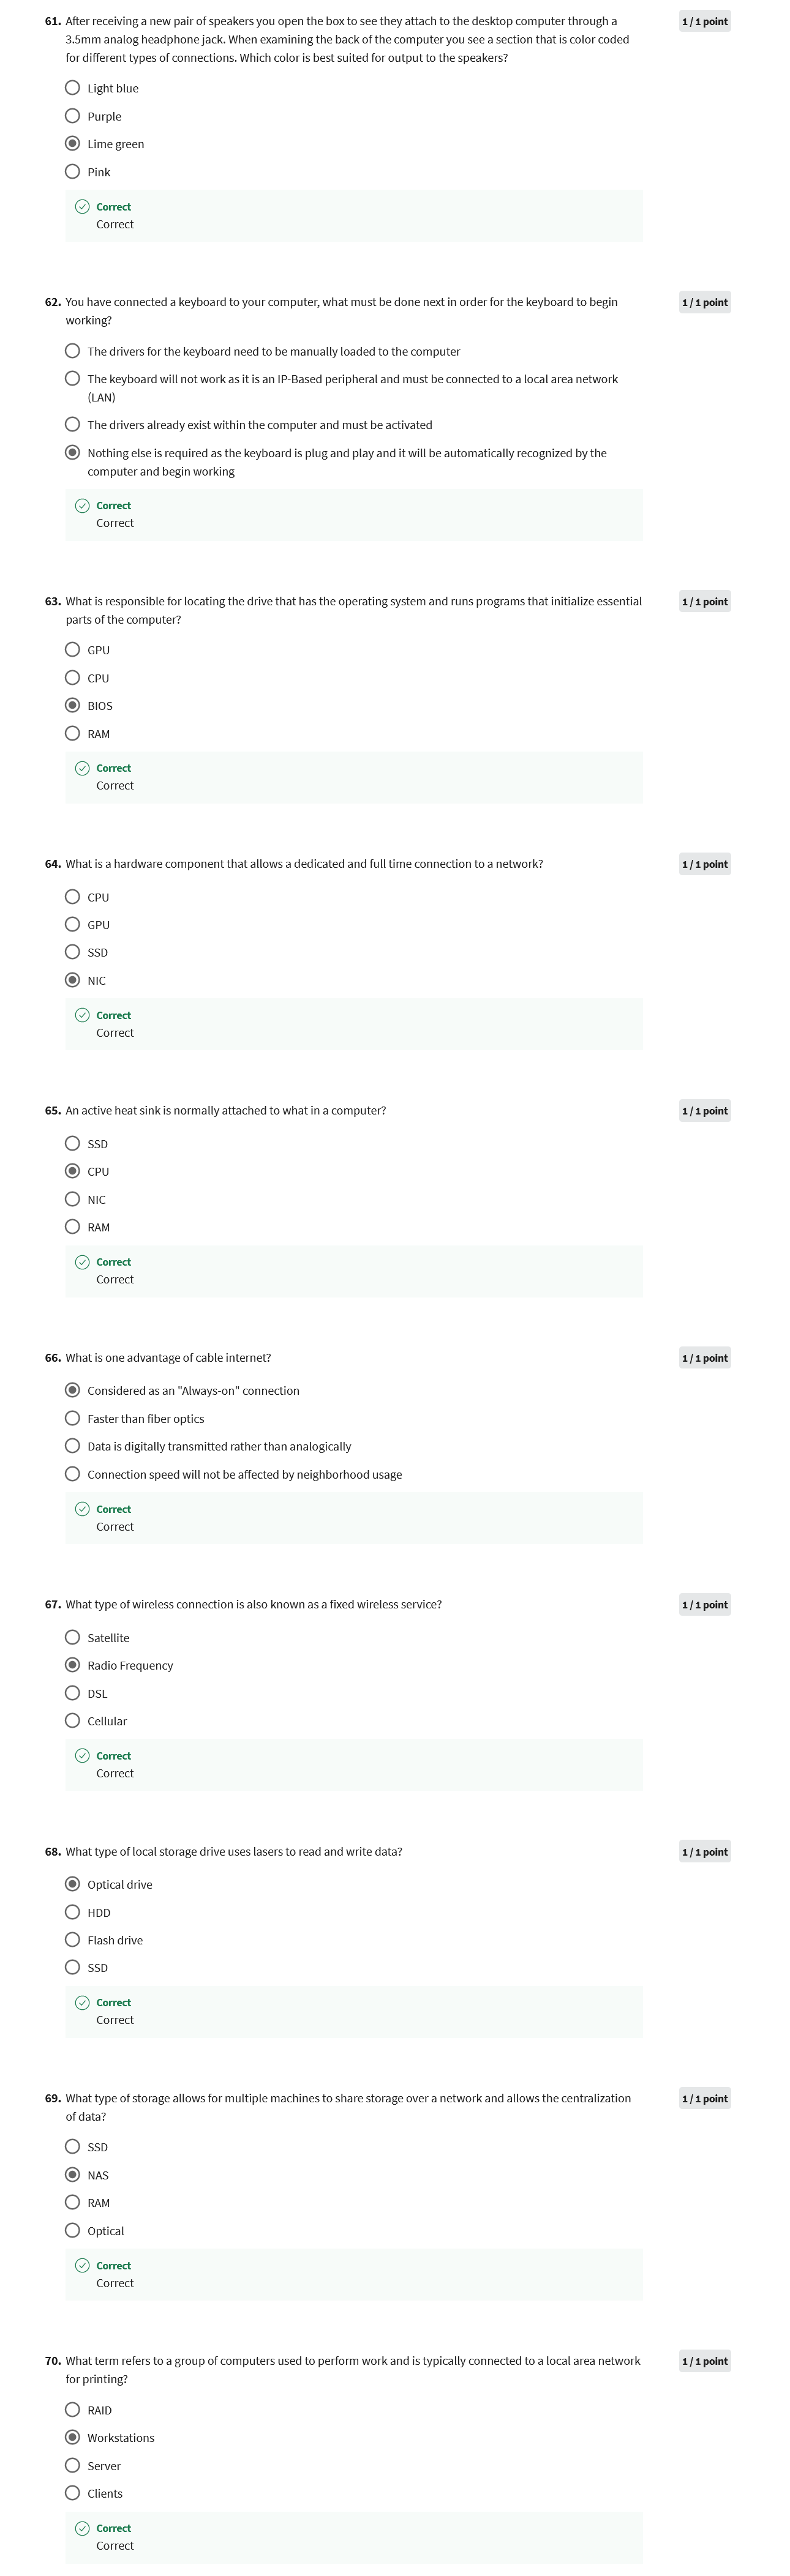 61. After receiving a new pair of speakers you open the box to see they attach to the desktop computer through a
1 / 1 point
3.5mm analog headphone jack. When examining the back of the computer you see a section that is color coded
for different types of connections. Which color is best suited for output to the speakers?
Light blue
Purple
Lime green
Pink
Correct
Correct
62. You have connected a keyboard to your computer, what must be done next in order for the keyboard to begin
1 / 1 point
working?
The drivers for the keyboard need to be manually loaded to the computer
The keyboard will not work as it is an IP-Based peripheral and must be connected to a local area network
(LAN)
The drivers already exist within the computer and must be activated
Nothing else is required as the keyboard is plug and play and it will be automatically recognized by the
computer and begin working
Correct
Correct
63. What is responsible for locating the drive that has the operating system and runs programs that initialize essential
1 / 1 point
parts of the computer?
GPU
CPU
BIOS
RAM
Correct
Correct
64. What is a hardware component that allows a dedicated and full time connection to a network?
1 / 1 point
CPU
GPU
SSD
NIC
Correct
Correct
65. An active heat sink is normally attached to what in a computer?
1 / 1 point
SSD
CPU
NIC
RAM
Correct
Correct
66. What is one advantage of cable internet?
1 / 1 point
Considered as an "Always-on" connection
Faster than fiber optics
Data is digitally transmitted rather than analogically
Connection speed will not be affected by neighborhood usage
Correct
Correct
67. What type of wireless connection is also known as a fixed wireless service?
1 / 1 point
Satellite
Radio Frequency
DSL
Cellular
Correct
Correct
68. What type of local storage drive uses lasers to read and write data?
1 / 1 point
Optical drive
HDD
Flash drive
SSD
Correct
Correct
69. What type of storage allows for multiple machines to share storage over a network and allows the centralization
1 / 1 point
of data?
SSD
NAS
RAM
Optical
Correct
Correct
70. What term refers to a group of computers used to perform work and is typically connected to a local area network
1 / 1 point
for printing?
RAID
Workstations
Server
Clients
Correct
Correct